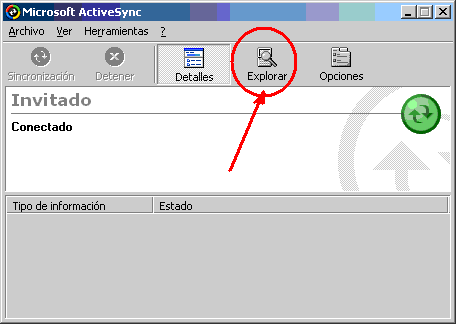 Microsoft ActiveSync
Archivo Ver Herramientas ?
Sincronización Detener Detalles Explorar Opciones
Invitado
Conectado
Tipo de información Estado